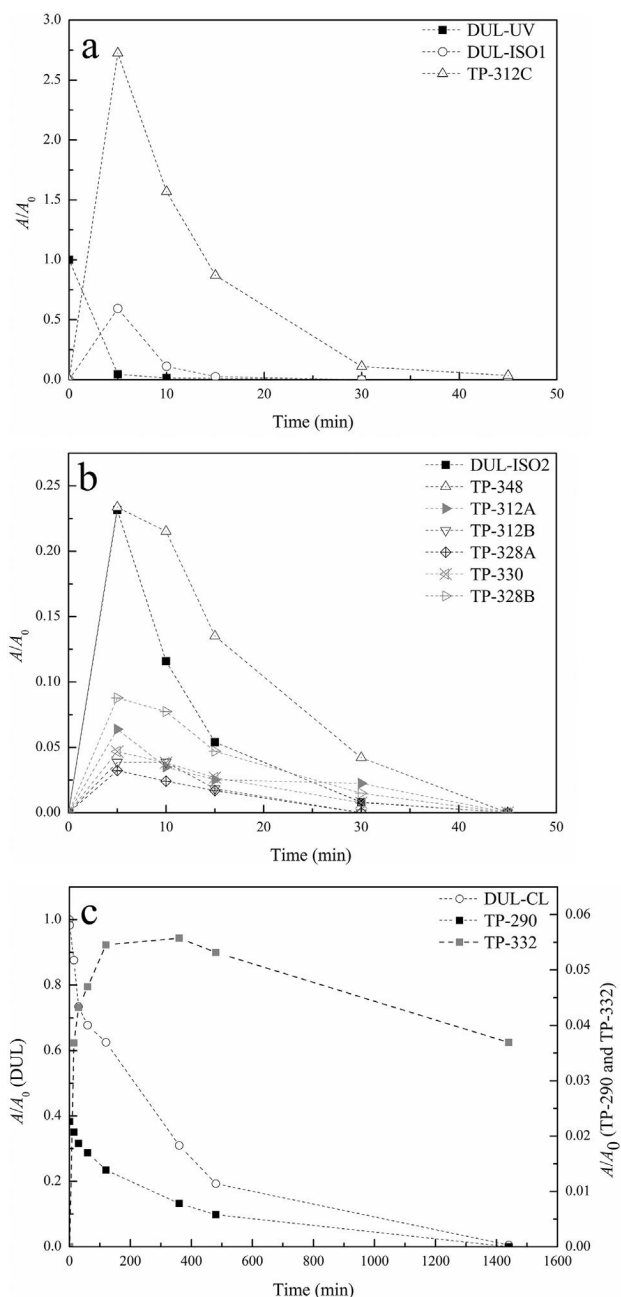 a
DUL-UV
DUL-ISO1
TP-312C
3.0
2.5
2.0
1.5
1.0
0.5
0.0
A/A0
0 10 20 30 40 50
Time (min)
b
DUL-ISO2
TP-348
TP-312A
TP-312B
TP-328A
TP-330
TP-328B
0.25
0.20
0.15
0.10
0.05
0.00
A/A0
0 10 20 30 40 50
Time (min)
c
DUL-CL
TP-290
TP-332
1.0
0.8
0.6
0.4
0.2
0.0
A/A0 (DUL)
0.06
0.05
0.04
0.03
0.02
0.01
0.00
A/A0 (TP-290 and TP-332)
0 200 400 600 800 1000 1200 1400 1600
Time (min)